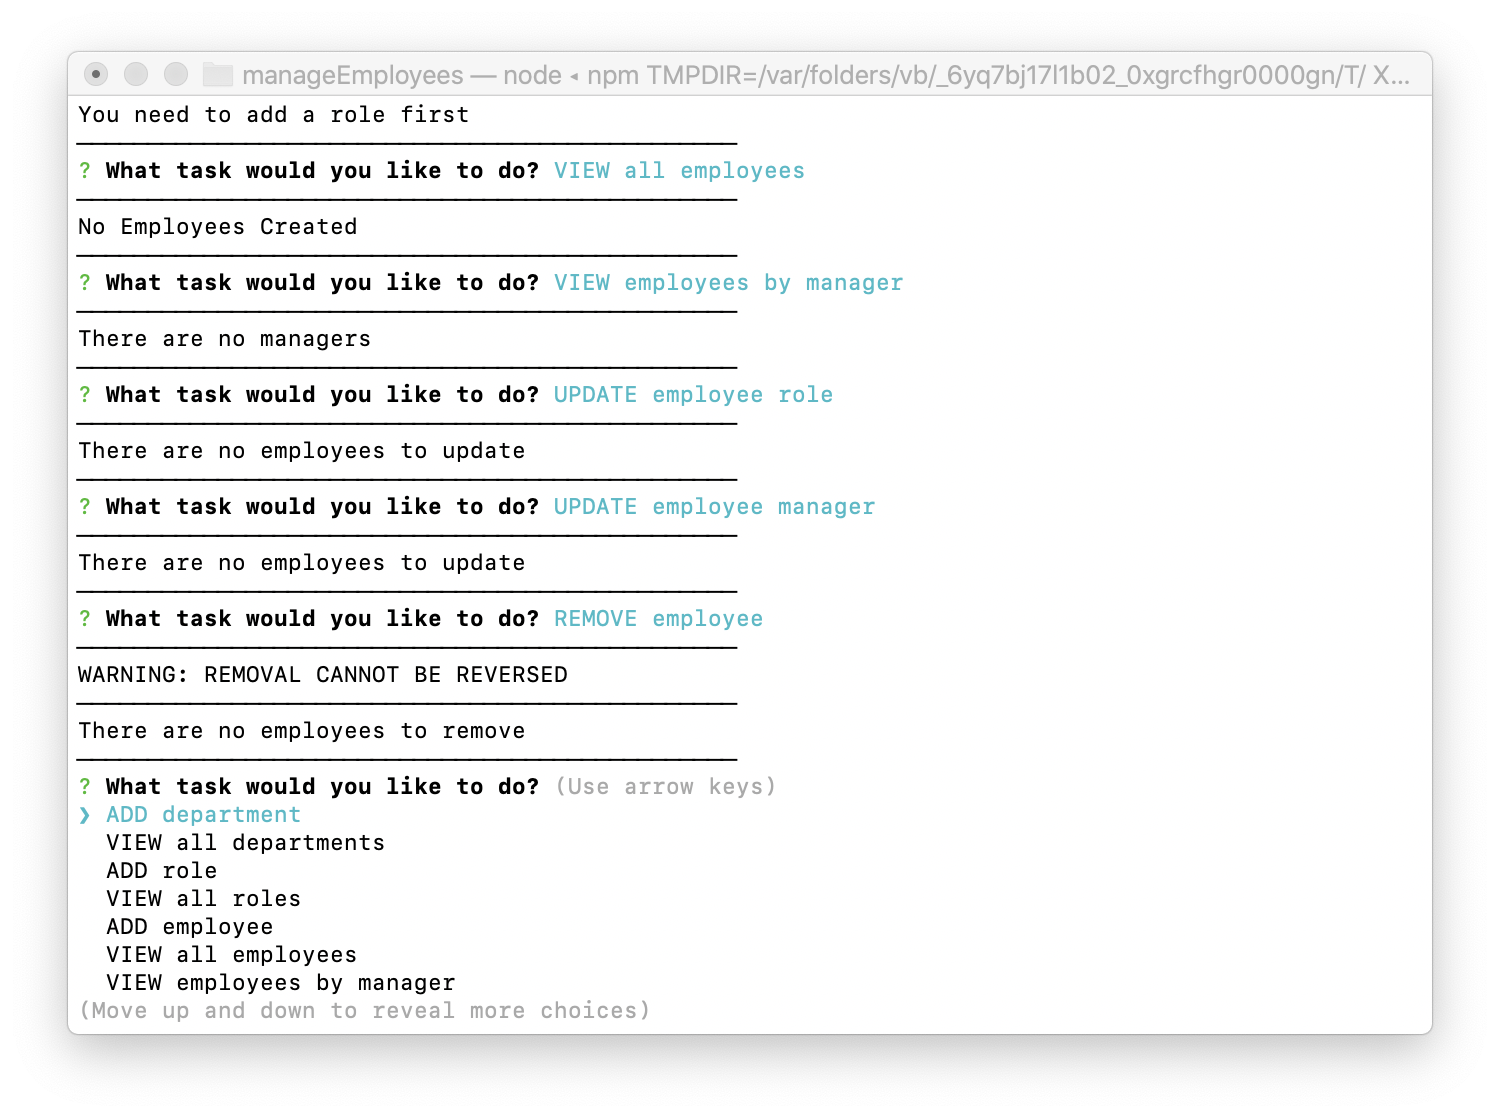 manageEmployees — node ◂ npm TMPDIR=/var/folders/vb/_6yq7bj17l1b02_0xgrcfhgr0000gn/T/ X...
You need to add a role first
? What task would you like to do? VIEW all employees
No Employees Created
? What task would you like to do? VIEW employees by manager
There are no managers
? What task would you like to do? UPDATE employee role
There are no employees to update
? What task would you like to do? UPDATE employee manager
There are no employees to update
? What task would you like to do? REMOVE employee
WARNING: REMOVAL CANNOT BE REVERSED
There are no employees to remove
? What task would you like to do? (Use arrow keys)
❯ ADD department
VIEW all departments
ADD role
VIEW all roles
ADD employee
VIEW all employees
VIEW employees by manager
(Move up and down to reveal more choices)